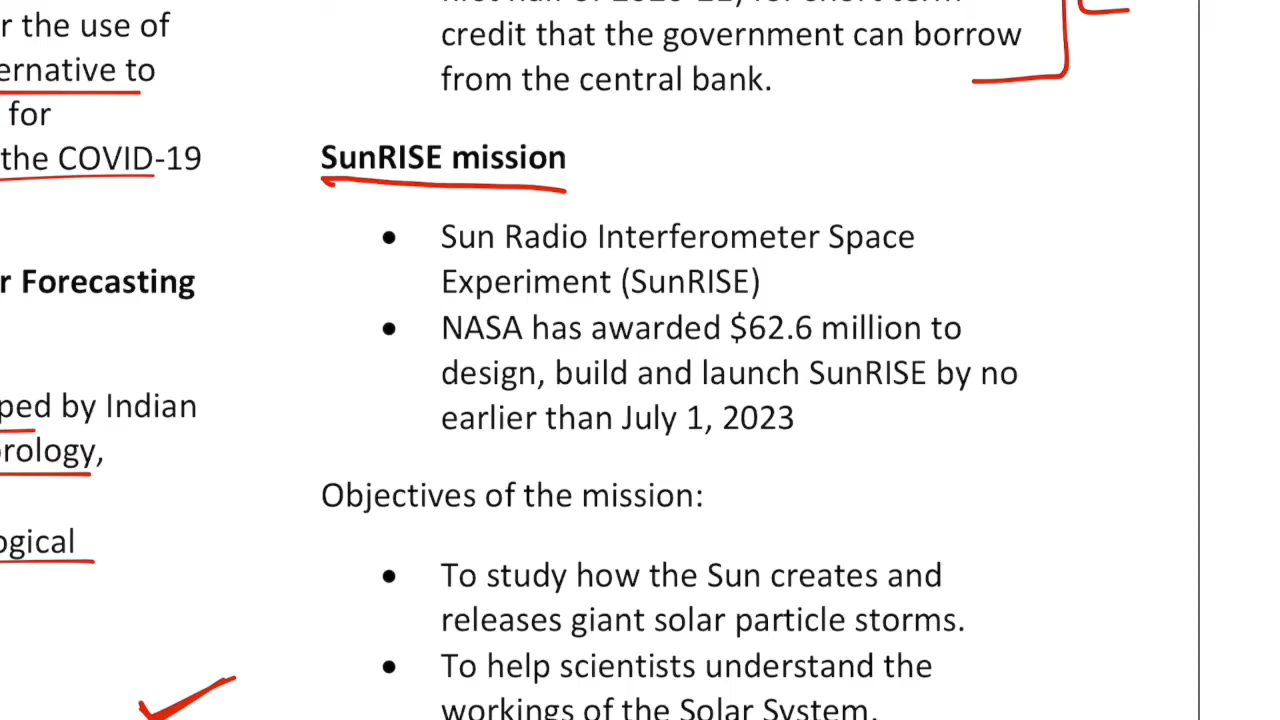 r the use of
ernative to
for
the COVID-19
r Forecasting
ped by Indian
orology,
ogical
credit that the government can borrow
from the central bank.
SunRISE mission
• Sun Radio Interferometer Space
Experiment (SunRISE)
• NASA has awarded $62.6 million to
design, build and launch SunRISE by no
earlier than July 1, 2023
Objectives of the mission:
• To study how the Sun creates and
releases giant solar particle storms.
• To help scientists understand the
workings of the Solar System.